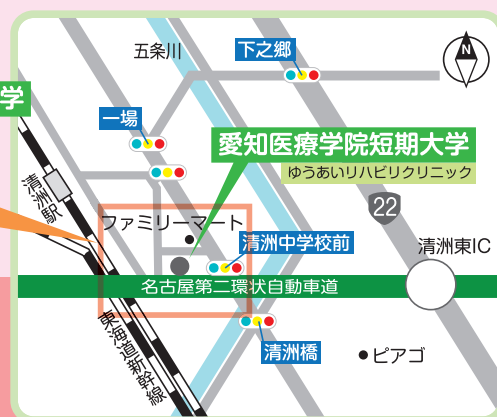 五条川
下之郷
N
学
一場
愛知医療学院短期大学
ゆうあいリハビリクリニック
清洲駅
22
ファミリーマート
清洲中学校前
清洲東IC
名古屋第二環状自動車道
東海道新幹線
清洲橋
ピアゴ